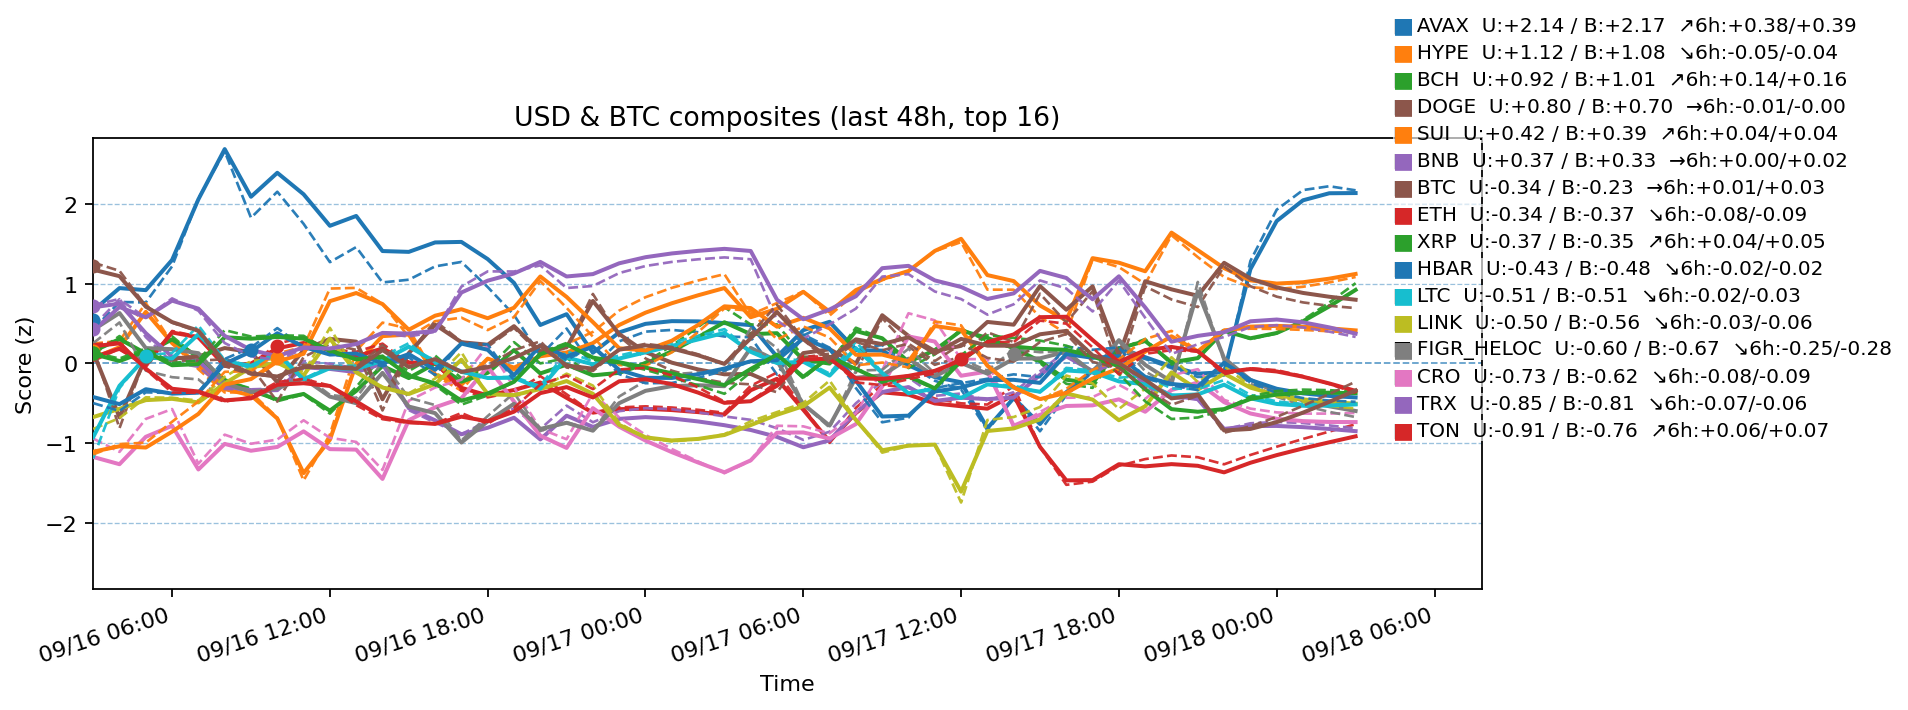 AVAX  U:+2.14 / B:+2.17  ↗6h:+0.38/+0.39
HYPE  U:+1.12 / B:+1.08  ↘6h:-0.05/-0.04
BCH  U:+0.92 / B:+1.01  ↗6h:+0.14/+0.16
DOGE  U:+0.80 / B:+0.70  →6h:-0.01/-0.00
SUI  U:+0.42 / B:+0.39  ↗6h:+0.04/+0.04
BNB  U:+0.37 / B:+0.33  →6h:+0.00/+0.02
BTC  U:-0.34 / B:-0.23  →6h:+0.01/+0.03
ETH  U:-0.34 / B:-0.37  ↘6h:-0.08/-0.09
XRP  U:-0.37 / B:-0.35  ↗6h:+0.04/+0.05
HBAR  U:-0.43 / B:-0.48  ↘6h:-0.02/-0.02
LTC  U:-0.51 / B:-0.51  ↘6h:-0.02/-0.03
LINK  U:-0.50 / B:-0.56  ↘6h:-0.03/-0.06
FIGR_HELOC  U:-0.60 / B:-0.67  ↘6h:-0.25/-0.28
CRO  U:-0.73 / B:-0.62  ↘6h:-0.08/-0.09
TRX  U:-0.85 / B:-0.81  ↘6h:-0.07/-0.06
TON  U:-0.91 / B:-0.76  ↗6h:+0.06/+0.07
USD & BTC composites (last 48h, top 16)
Score (z)
2
1
0
−1
−2
09/16 06:00
09/16 12:00
09/16 18:00
09/17 00:00
09/17 06:00
09/17 12:00
09/17 18:00
09/18 00:00
09/18 06:00
Time